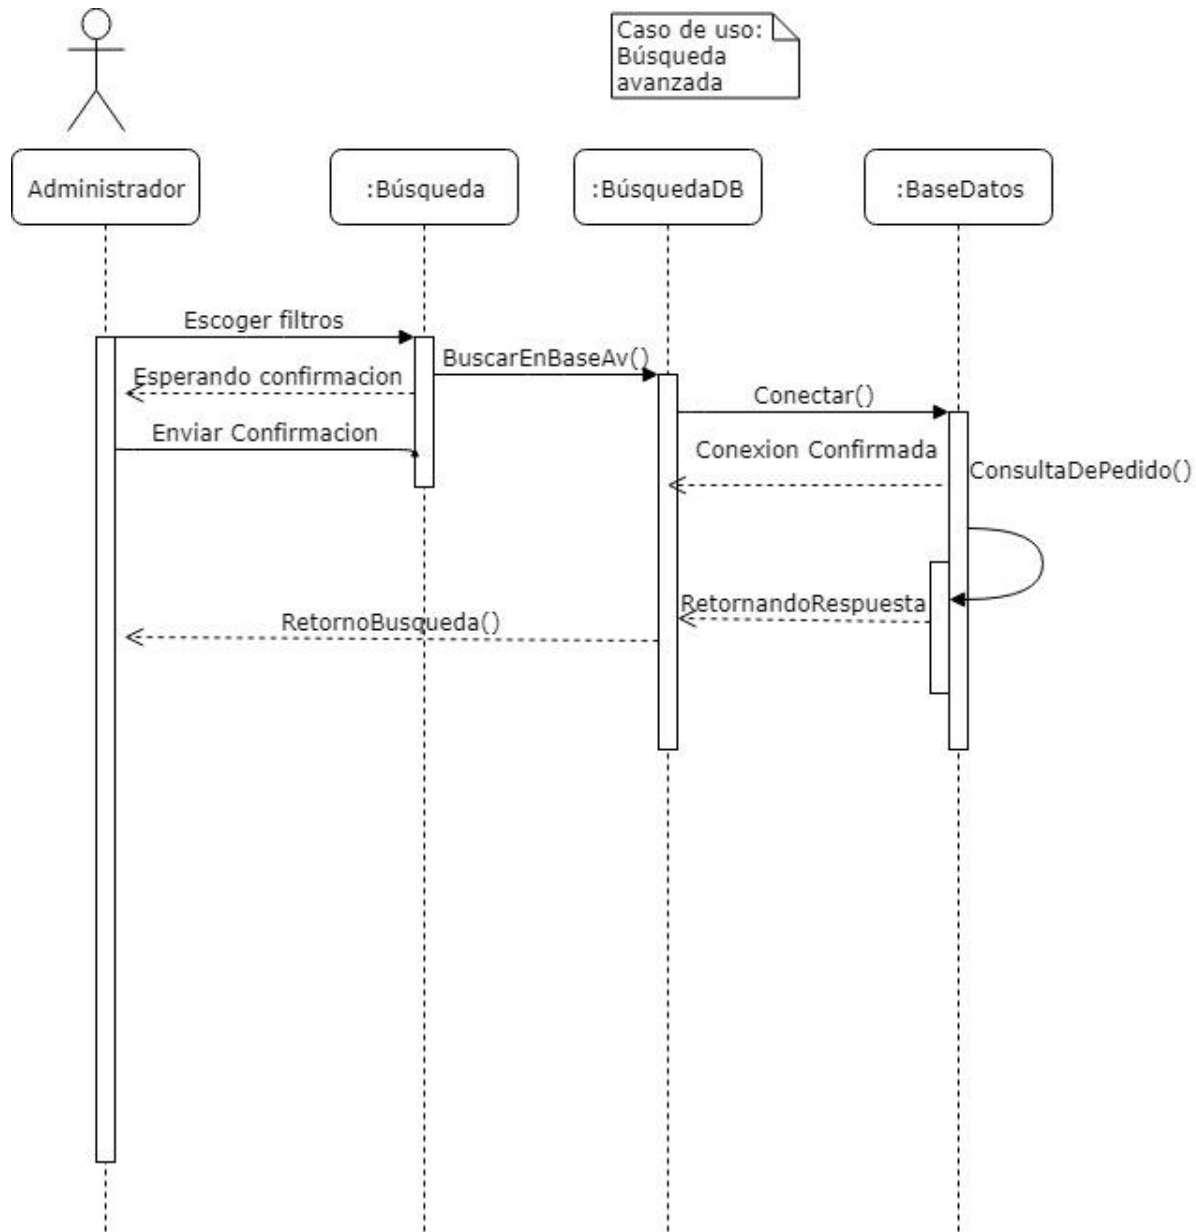 Caso de uso:
Búsqueda
avanzada
Administrador
:Búsqueda
:BúsquedaDB
:BaseDatos
Escoger filtros
BuscarEnBaseAv()
Esperando confirmacion
Conectar()
Enviar Confirmacion
Conexion Confirmada
ConsultaDePedido()
RetornandoRespuesta
RetornoBusqueda()